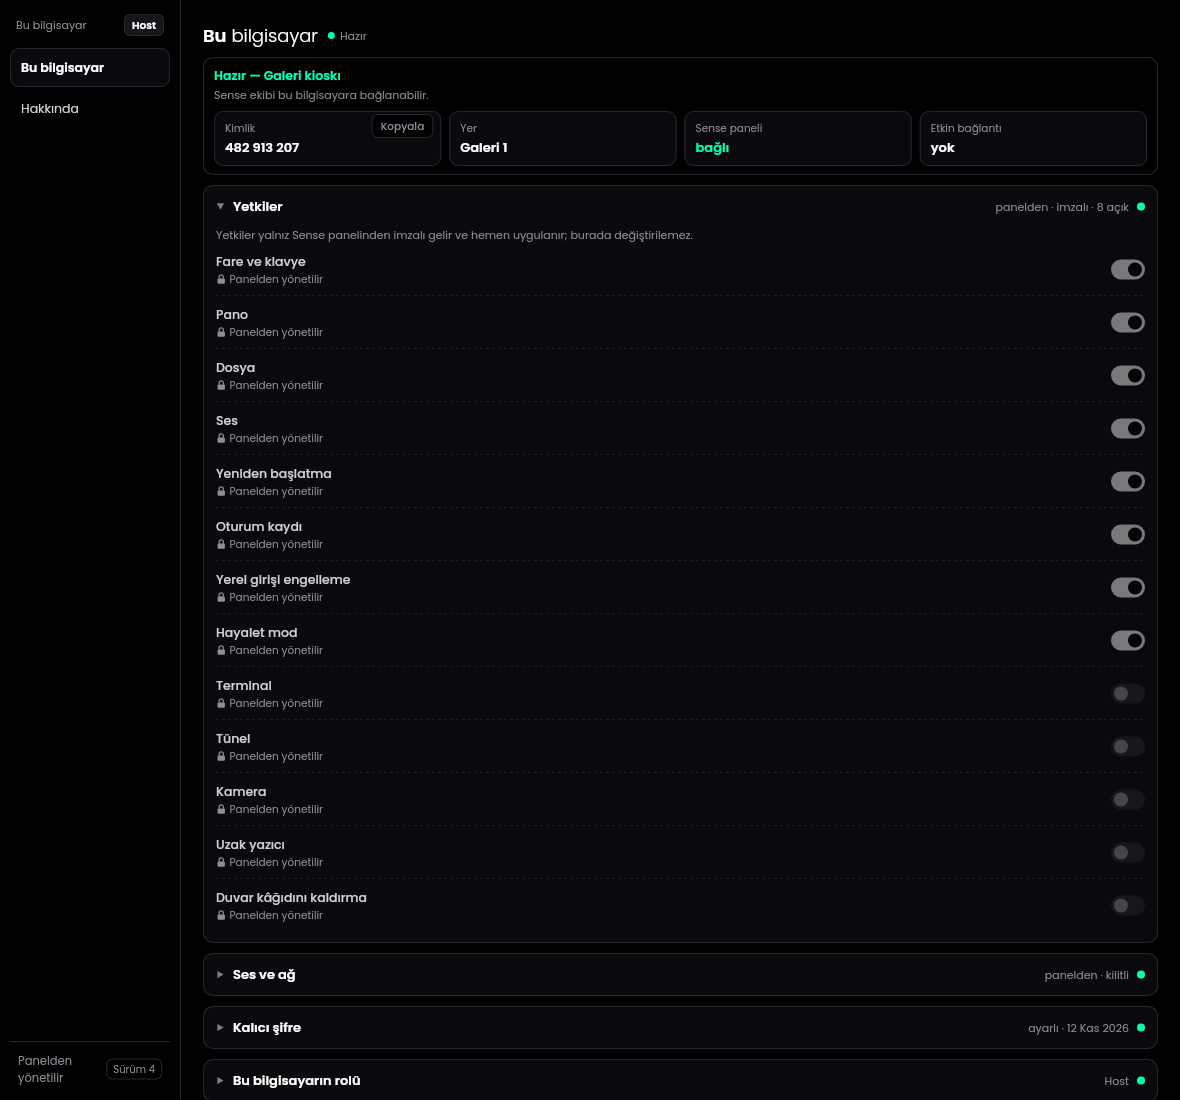 Bu bilgisayar
Host
Bu bilgisayar
Hakkında
Panelden yönetilir
Sürüm 4
Bu bilgisayar
Hazır
Hazır — Galeri kioskı
Sense ekibi bu bilgisayara bağlanabilir.
Kimlik
Kopyala
482 913 207
Yer
Galeri 1
Sense paneli
bağlı
Etkin bağlantı
yok
Yetkiler
panelden · imzalı · 8 açık
Yetkiler yalnız Sense panelinden imzalı gelir ve hemen uygulanır; burada değiştirilemez.
Fare ve klavye
Panelden yönetilir
Pano
Panelden yönetilir
Dosya
Panelden yönetilir
Ses
Panelden yönetilir
Yeniden başlatma
Panelden yönetilir
Oturum kaydı
Panelden yönetilir
Yerel girişi engelleme
Panelden yönetilir
Hayalet mod
Panelden yönetilir
Terminal
Panelden yönetilir
Tünel
Panelden yönetilir
Kamera
Panelden yönetilir
Uzak yazıcı
Panelden yönetilir
Duvar kâğıdını kaldırma
Panelden yönetilir
Ses ve ağ
panelden · kilitli
Kalıcı şifre
ayarlı · 12 Kas 2026
Bu bilgisayarın rolü
Host